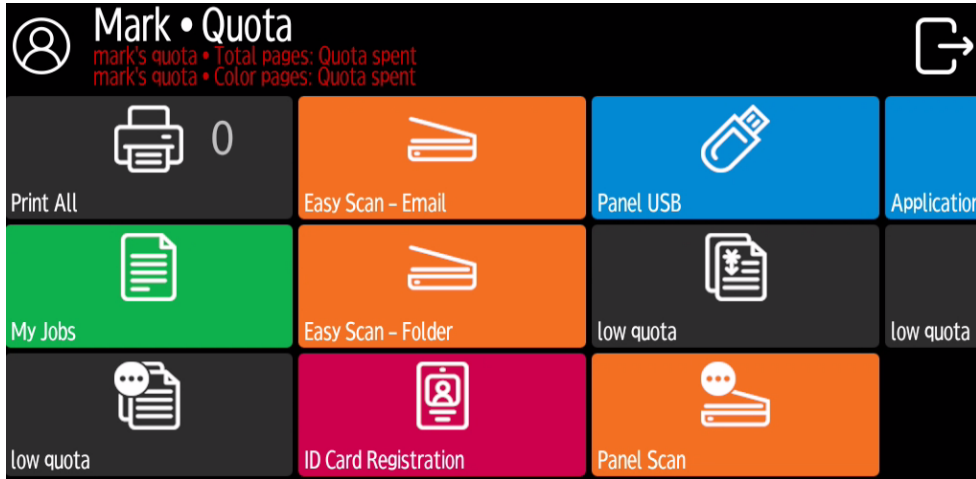 Mark • Quota
mark's quota • Total pages: Quota spent
mark's quota • Color pages: Quota spent
0
Print All
Easy Scan – Email
Panel USB
Application
My Jobs
Easy Scan – Folder
low quota
low quota
low quota
ID Card Registration
Panel Scan